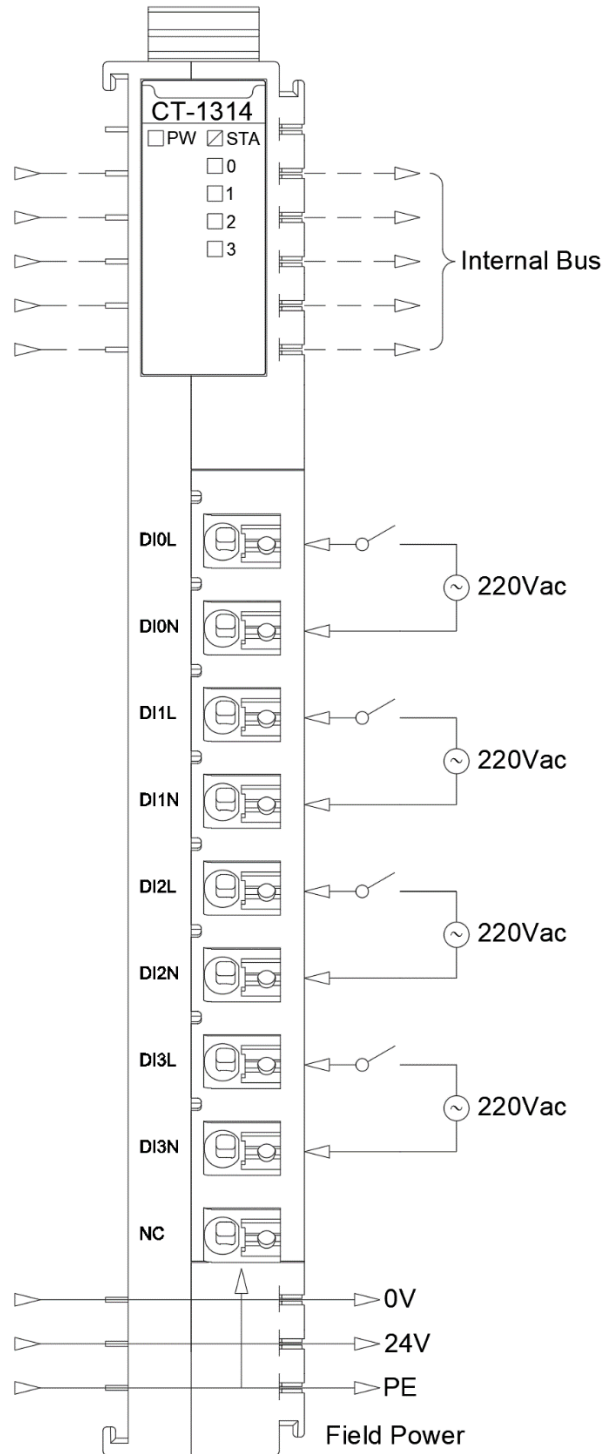 CT-1314
PW STA
0
1
2
3
Internal Bus
DI0L
220Vac
DI0N
DI1L
220Vac
DI1N
DI2L
220Vac
DI2N
DI3L
220Vac
DI3N
NC
0V
24V
PE
Field Power